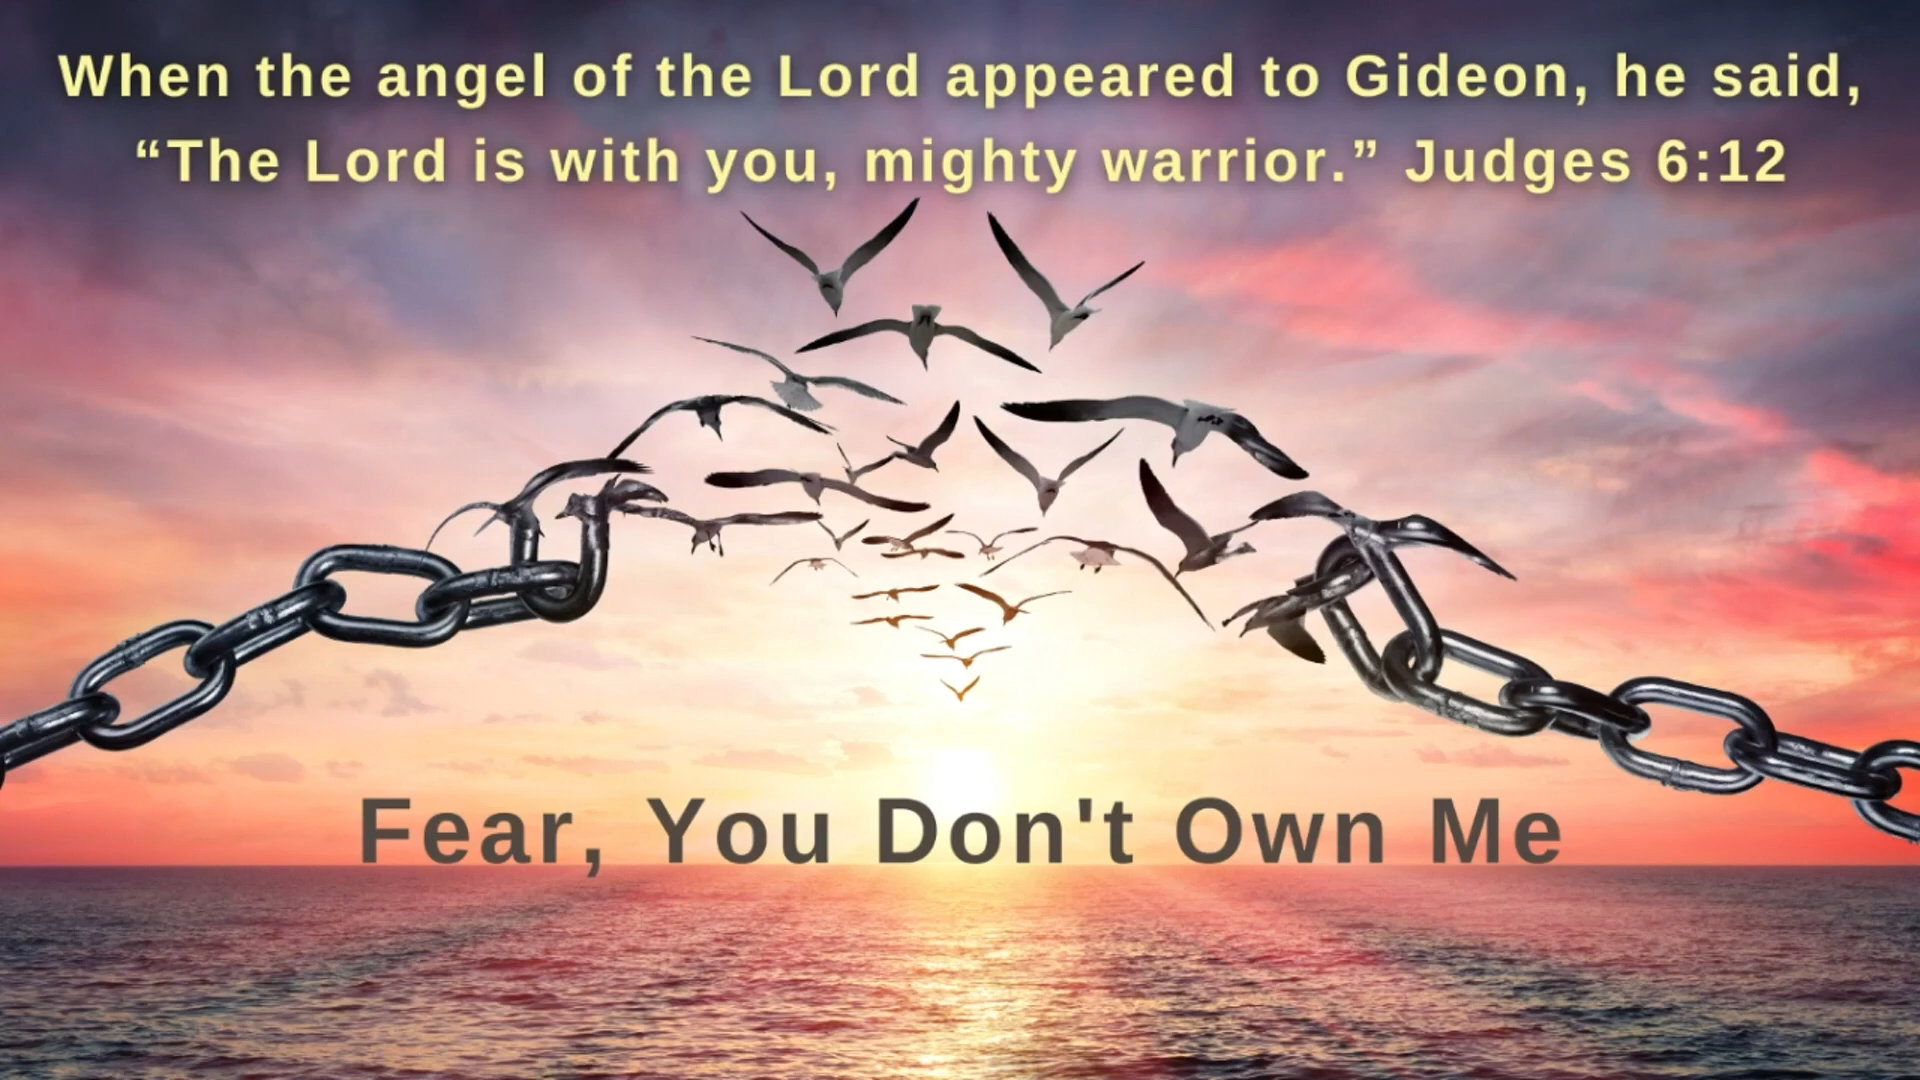 When the angel of the Lord appeared to Gideon, he said,
“The Lord is with you, mighty warrior.” Judges 6:12
Fear, You Don't Own Me